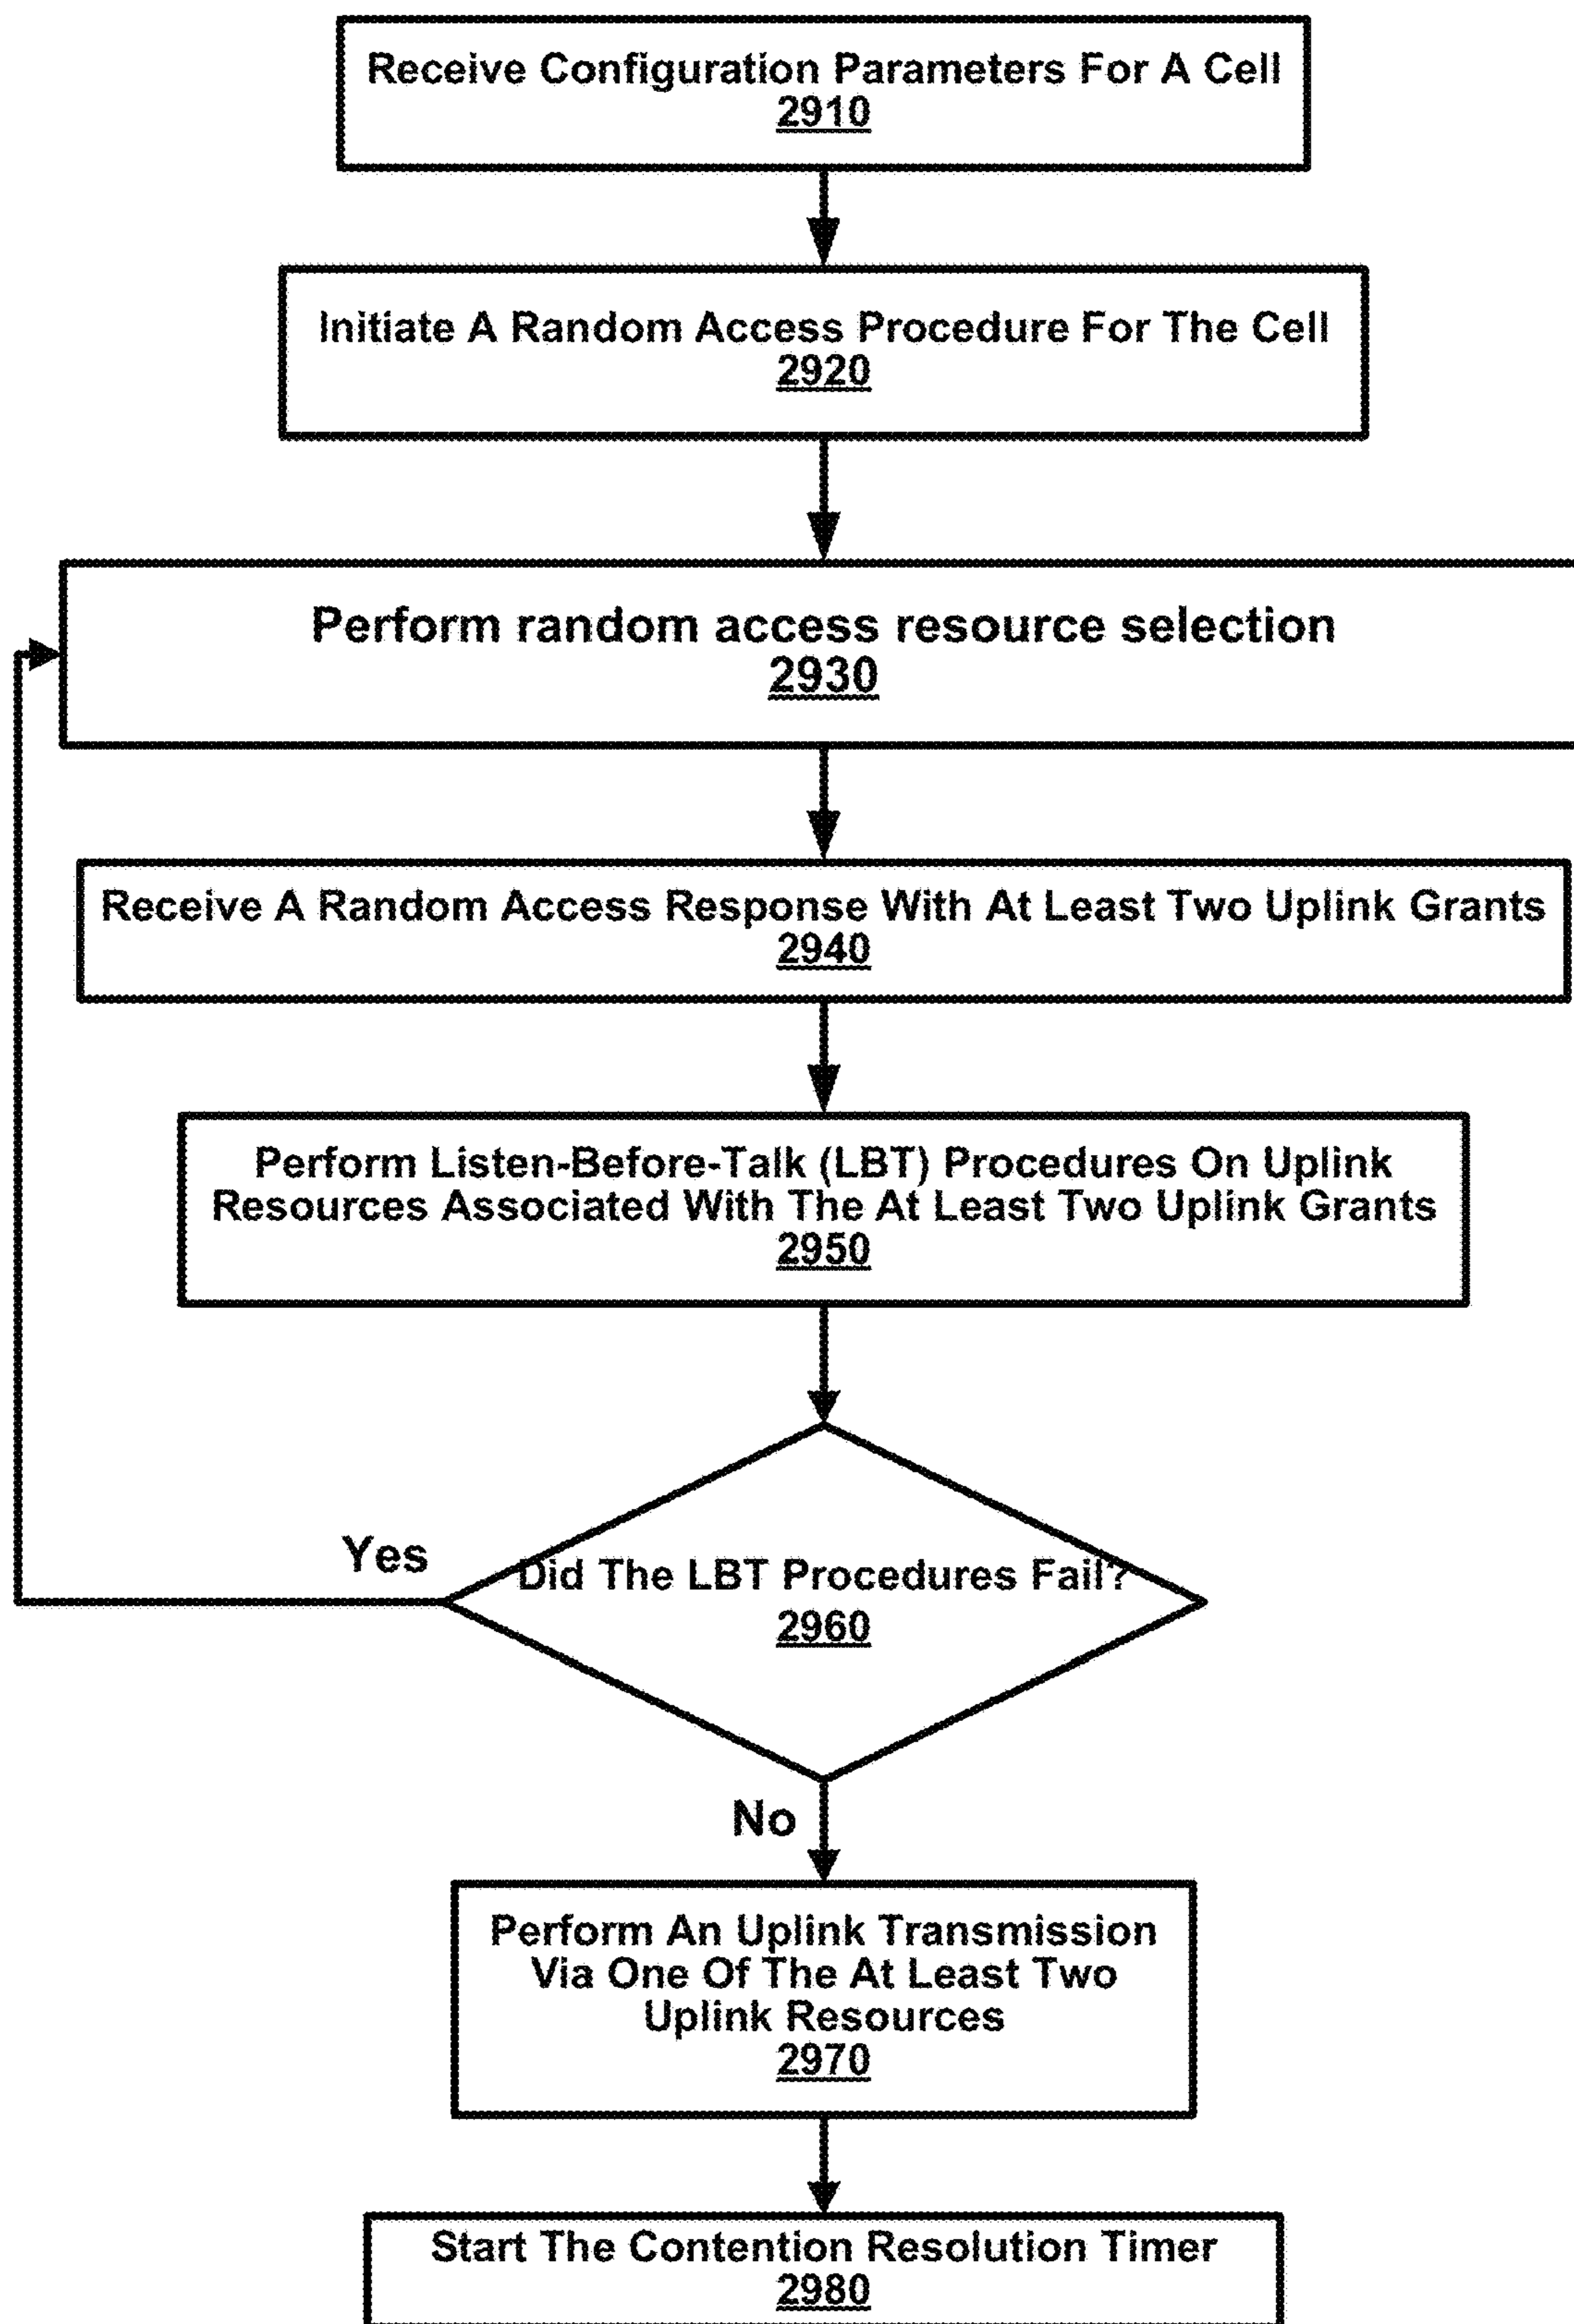 Receive Configuration Parameters For A Cell
2910
Initiate A Random Access Procedure For The Cell
2920
Perform random access resource selection
2930
Receive A Random Access Response With At Least Two Uplink Grants
2940
Perform Listen-Before-Talk (LBT) Procedures On Uplink
Resources Associated With The At Least Two Uplink Grants
2950
Yes
Did The LBT Procedures Fail?
2960
No
Perform An Uplink Transmission
Via One Of The At Least Two
Uplink Resources
2970
Start The Contention Resolution Timer
2980